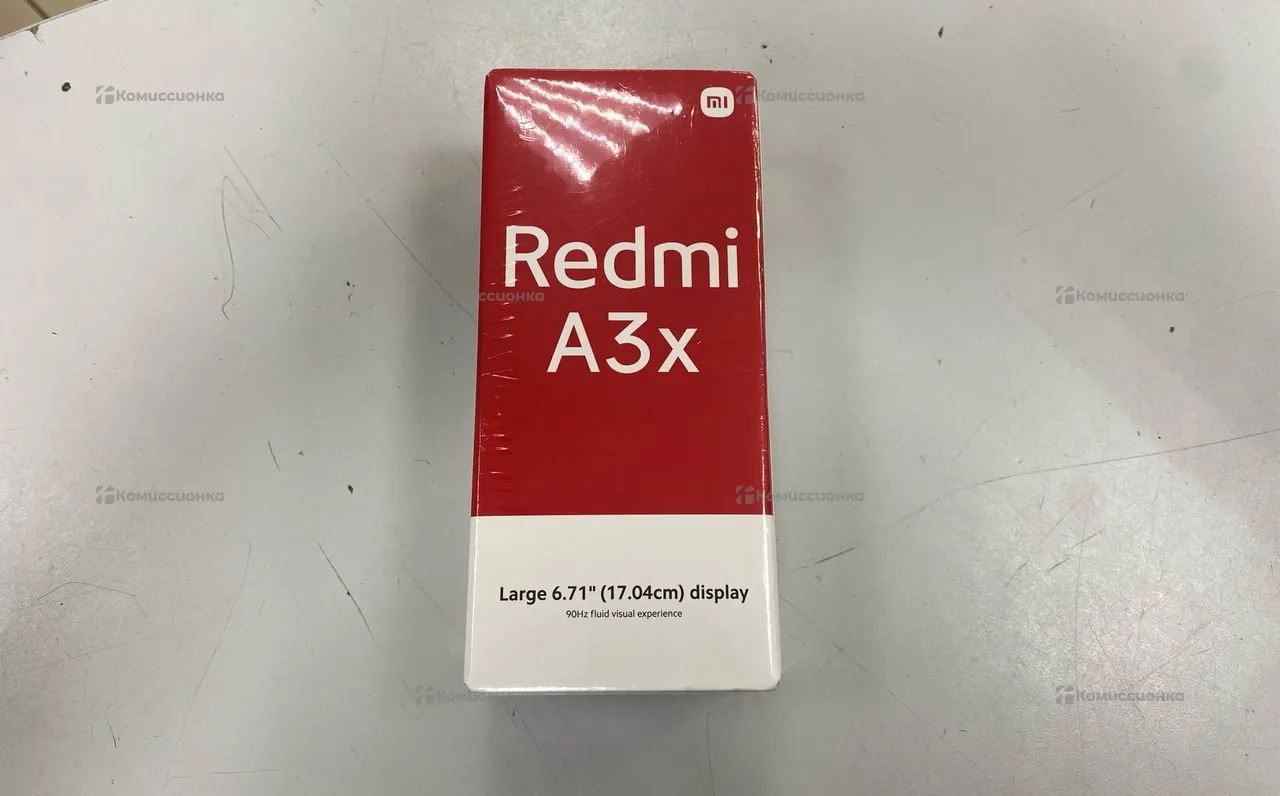 Комиссионка
mi
Комиссионка
Redmi
ссионка
Комиссионка
A3x
Комиссионка
Комиссионка
Large 6.71" (17.04cm) display
90Hz fluid visual experience
Комиссионка